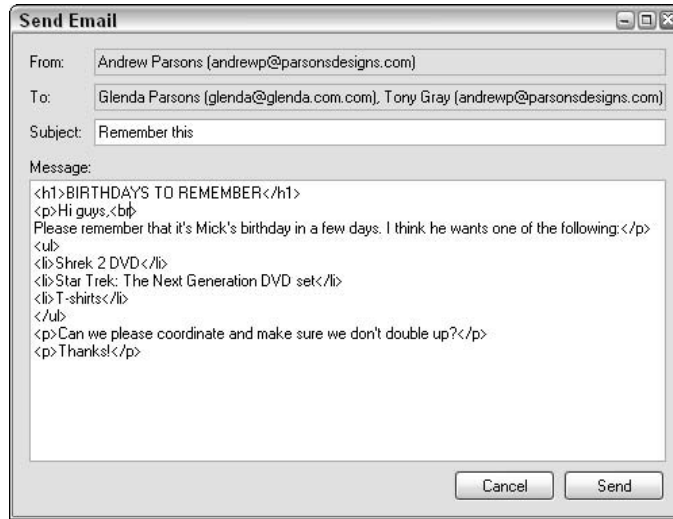 Send Email
From: Andrew Parsons (andrewp@parsonsdesigns.com)
To: Glenda Parsons (glenda@glenda.com.com), Tony Gray (andrewp@parsonsdesigns.com)
Subject: Remember this
Message:
<h1>BIRTHDAYS TO REMEMBER</h1>
<p>Hi guys,<br>
Please remember that it's Mick's birthday in a few days. I think he wants one of the following:</p>
<ul>
<li>Shrek 2 DVD</li>
<li>Star Trek: The Next Generation DVD set</li>
<li>T-shirts</li>
</ul>
<p>Can we please coordinate and make sure we don't double up?</p>
<p>Thanks!</p>
Cancel Send